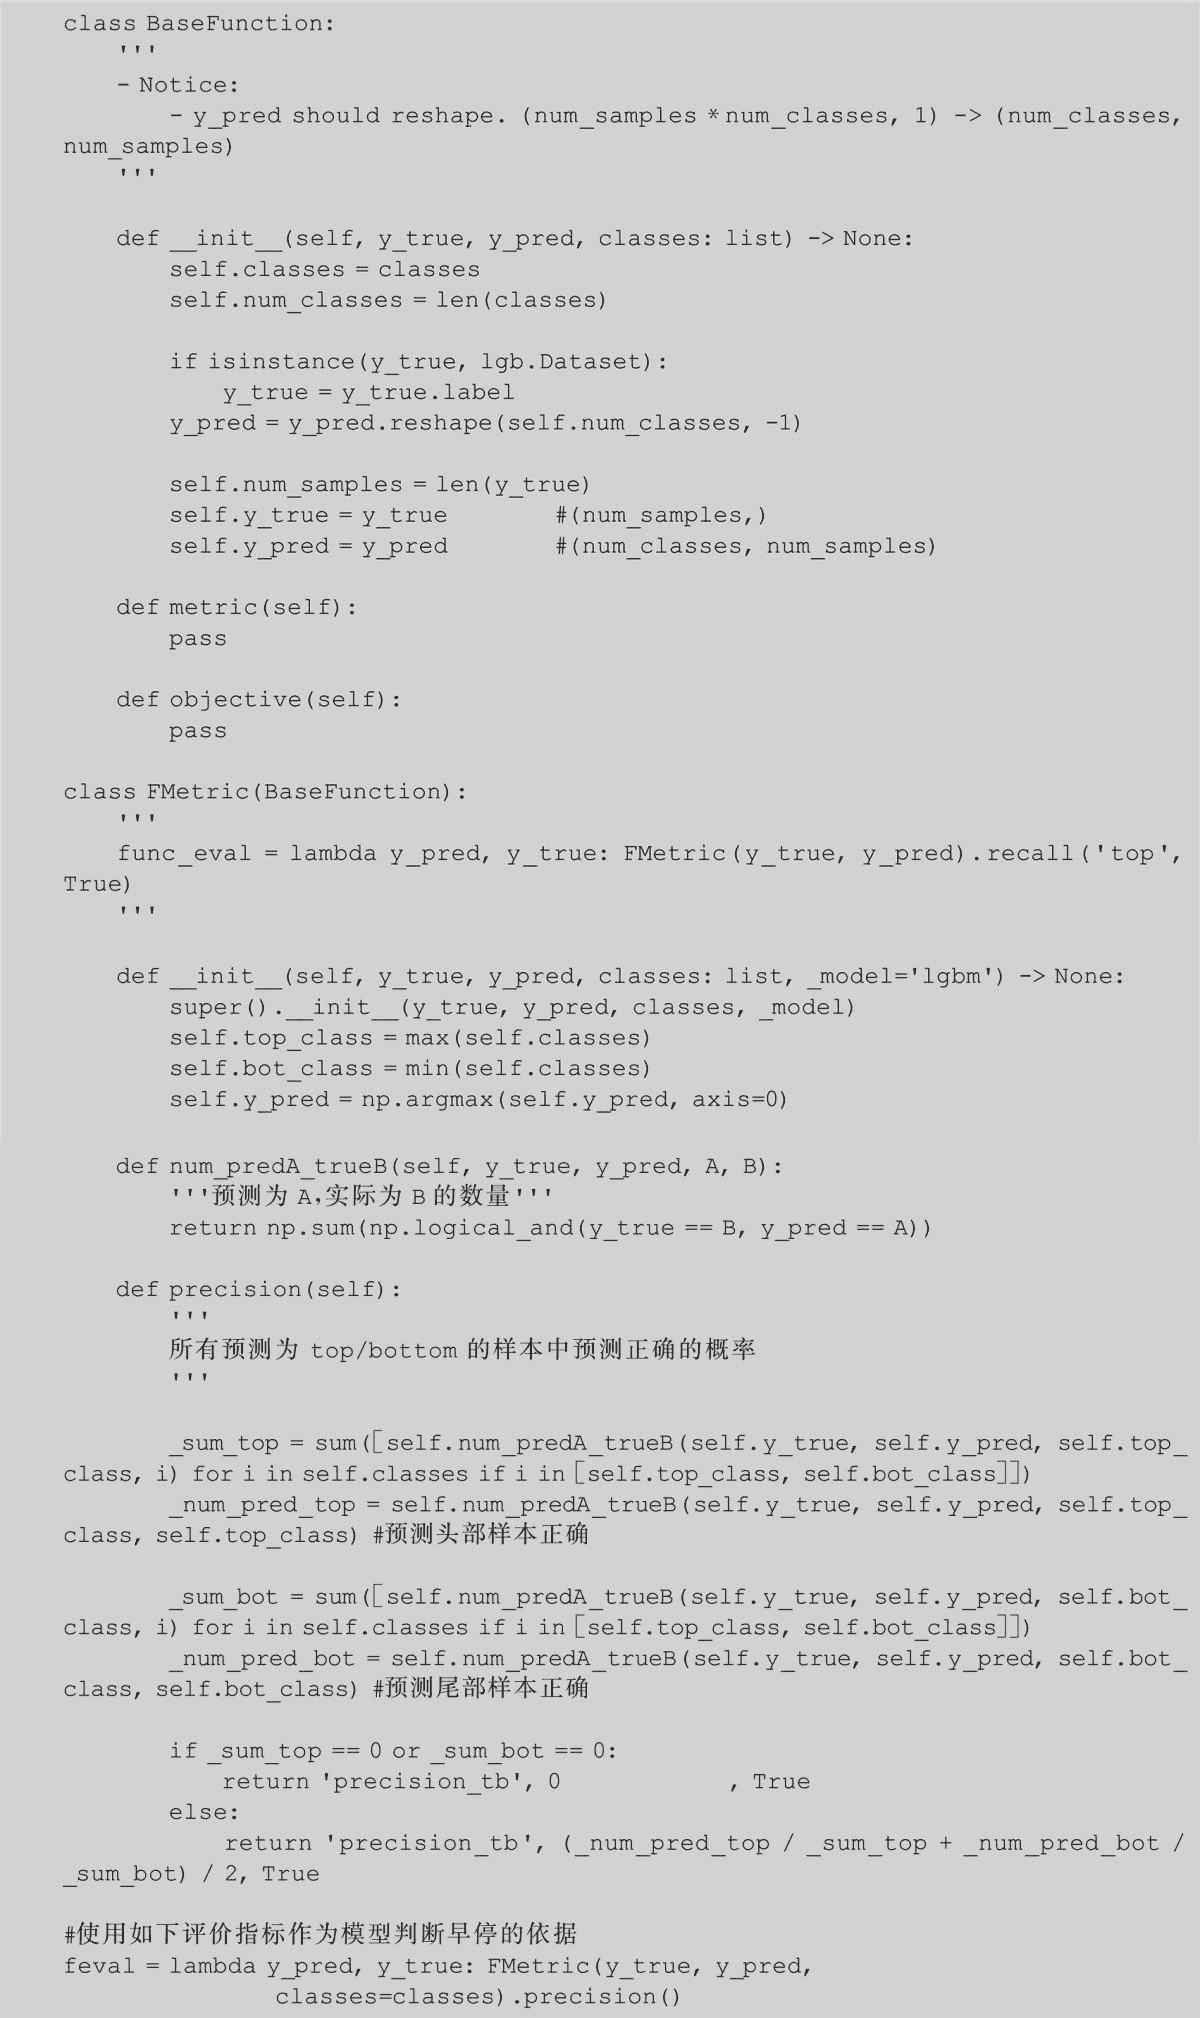 class BaseFunction:
    '''
    - Notice:
        - y_pred should reshape. (num_samples *num_classes, 1) -> (num_classes,
num_samples)
    '''
    def __init__(self, y_true, y_pred, classes: list) -> None:
        self.classes = classes
        self.num_classes = len(classes)
        if isinstance(y_true, lgb.Dataset):
            y_true = y_true.label
        y_pred = y_pred.reshape(self.num_classes, -1)
        self.num_samples = len(y_true)
        self.y_true = y_true        #(num_samples,)
        self.y_pred = y_pred        #(num_classes, num_samples)
    def metric(self):
        pass
    def objective(self):
        pass
class FMetric(BaseFunction):
    '''
    func_eval = lambda y_pred, y_true: FMetric(y_true, y_pred).recall('top',
True)
    '''
    def __init__(self, y_true, y_pred, classes: list, _model='lgbm') -> None:
        super().__init__(y_true, y_pred, classes, _model)
        self.top_class = max(self.classes)
        self.bot_class = min(self.classes)
        self.y_pred = np.argmax(self.y_pred, axis=0)
    def num_predA_trueB(self, y_true, y_pred, A, B):
        '''预测为 A,实际为 B 的数量'''
        return np.sum(np.logical_and(y_true == B, y_pred == A))
    def precision(self):
        '''
        所有预测为 top/bottom 的样本中预测正确的概率
        '''
        _sum_top = sum([self.num_predA_trueB(self.y_true, self.y_pred, self.top_
class, i) for i in self.classes if i in [self.top_class, self.bot_class]])
        _num_pred_top = self.num_predA_trueB(self.y_true, self.y_pred, self.top_
class, self.top_class) #预测头部样本正确
        _sum_bot = sum([self.num_predA_trueB(self.y_true, self.y_pred, self.bot_
class, i) for i in self.classes if i in [self.top_class, self.bot_class]])
        _num_pred_bot = self.num_predA_trueB(self.y_true, self.y_pred, self.bot_
class, self.bot_class) #预测尾部样本正确
        if _sum_top == 0 or _sum_bot == 0:
            return 'precision_tb', 0             , True
        else:
            return 'precision_tb', (_num_pred_top / _sum_top + _num_pred_bot /
_sum_bot) / 2, True
#使用如下评价指标作为模型判断早停的依据
feval = lambda y_pred, y_true: FMetric(y_true, y_pred,
                classes=classes).precision()